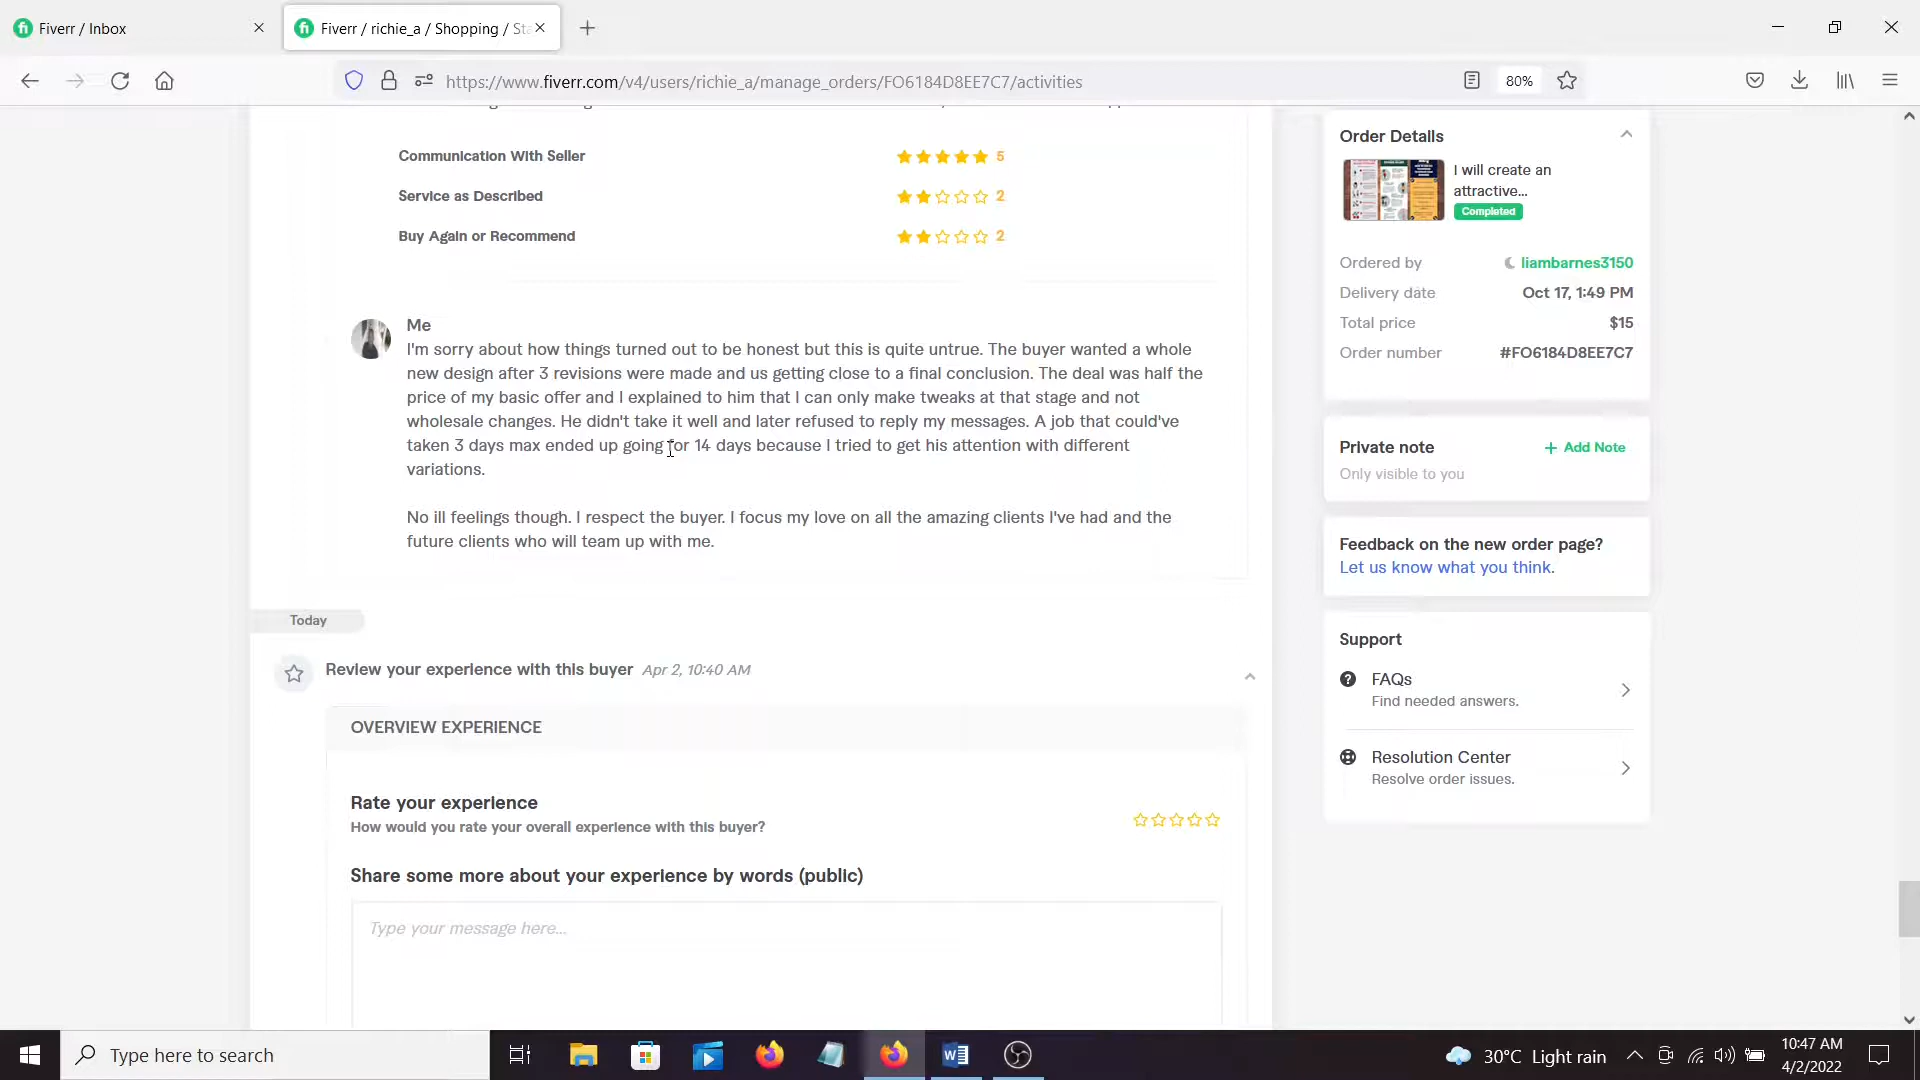 Fiverr / Inbox
Fiverr / richie_a / Shopping / Sta
https://www.fiverr.com/v4/users/richie_a/manage_orders/FO6184D8EE7C7/activities
80%
Communication With Seller
5
Service as Described
2
Buy Again or Recommend
2
Me
I'm sorry about how things turned out to be honest but this is quite untrue. The buyer wanted a whole
new design after 3 revisions were made and us getting close to a final conclusion. The deal was half the
price of my basic offer and I explained to him that I can only make tweaks at that stage and not
wholesale changes. He didn't take it well and later refused to reply my messages. A job that could've
taken 3 days max ended up going for 14 days because I tried to get his attention with different
variations.
No ill feelings though. I respect the buyer. I focus my love on all the amazing clients I've had and the
future clients who will team up with me.
Today
Review your experience with this buyer Apr 2, 10:40 AM
OVERVIEW EXPERIENCE
Rate your experience
How would you rate your overall experience with this buyer?
Share some more about your experience by words (public)
Type your message here...
Order Details
I will create an
attractive...
Completed
Ordered by
liambarnes3150
Delivery date
Oct 17, 1:49 PM
Total price
$15
Order number
#FO6184D8EE7C7
Private note
+ Add Note
Only visible to you
Feedback on the new order page?
Let us know what you think.
Support
FAQs
Find needed answers.
Resolution Center
Resolve order issues.
Type here to search
30°C Light rain
10:47 AM
4/2/2022